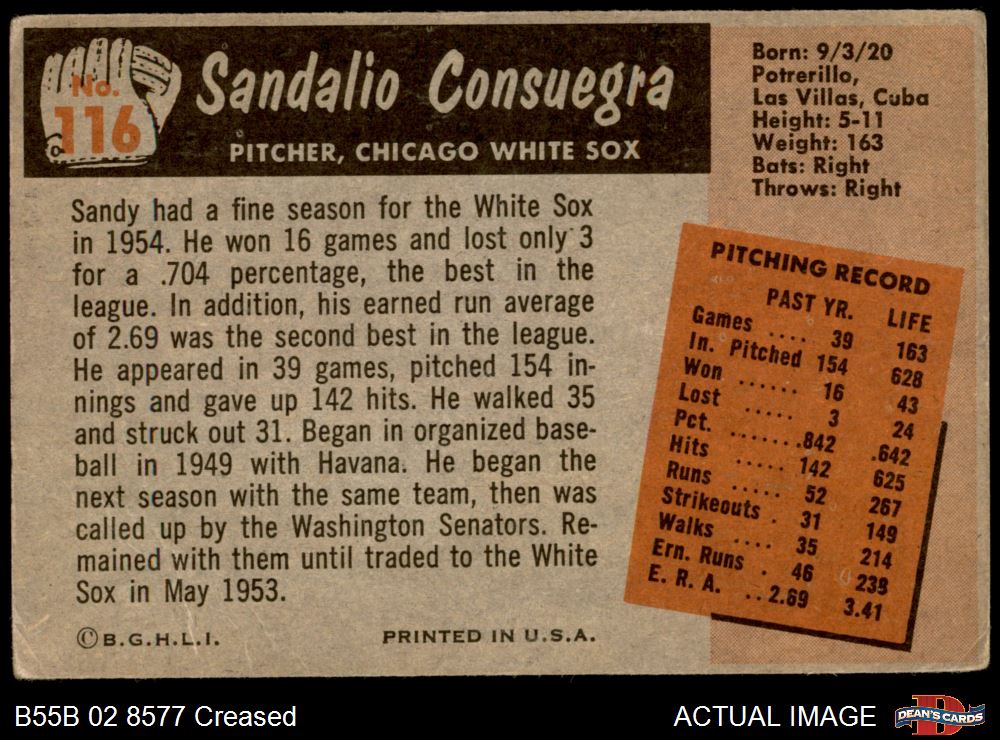 No.
116
Sandalio Consuegra
PITCHER, CHICAGO WHITE SOX
Born: 9/3/20
Potrerillo,
Las Villas, Cuba
Height: 5-11
Weight: 163
Bats: Right
Throws: Right
Sandy had a fine season for the White Sox
in 1954. He won 16 games and lost only 3
for a .704 percentage, the best in the
league. In addition, his earned run average
of 2.69 was the second best in the league.
He appeared in 39 games, pitched 154 in-
nings and gave up 142 hits. He walked 35
and struck out 31. Began in organized base-
ball in 1949 with Havana. He began the
next season with the same team, then was
called up by the Washington Senators. Re-
mained with them until traded to the White
Sox in May 1953.
PITCHING RECORD
PAST YR. LIFE
Games .... 39 163
In. Pitched 154 628
Won ...... 16 43
Lost ..... 3 24
Pct. .......842 .642
Hits ..... 142 625
Runs ..... 52 267
Strikeouts . 31 149
Walks .... 35 214
Ern. Runs . 46 238
E. R. A. ..2.69 3.41
©B.G.H.L.I. PRINTED IN U.S.A.
B55B 02 8577 Creased ACTUAL IMAGE
DEAN'S CARDS